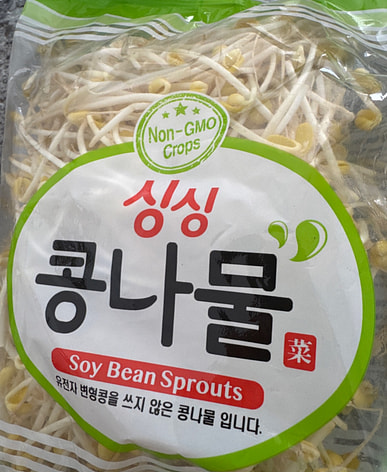 Non-GMO
Crops
싱싱
콩나물
菜
Soy Bean Sprouts
유전자 변형콩을 쓰지 않은 콩나물 입니다.